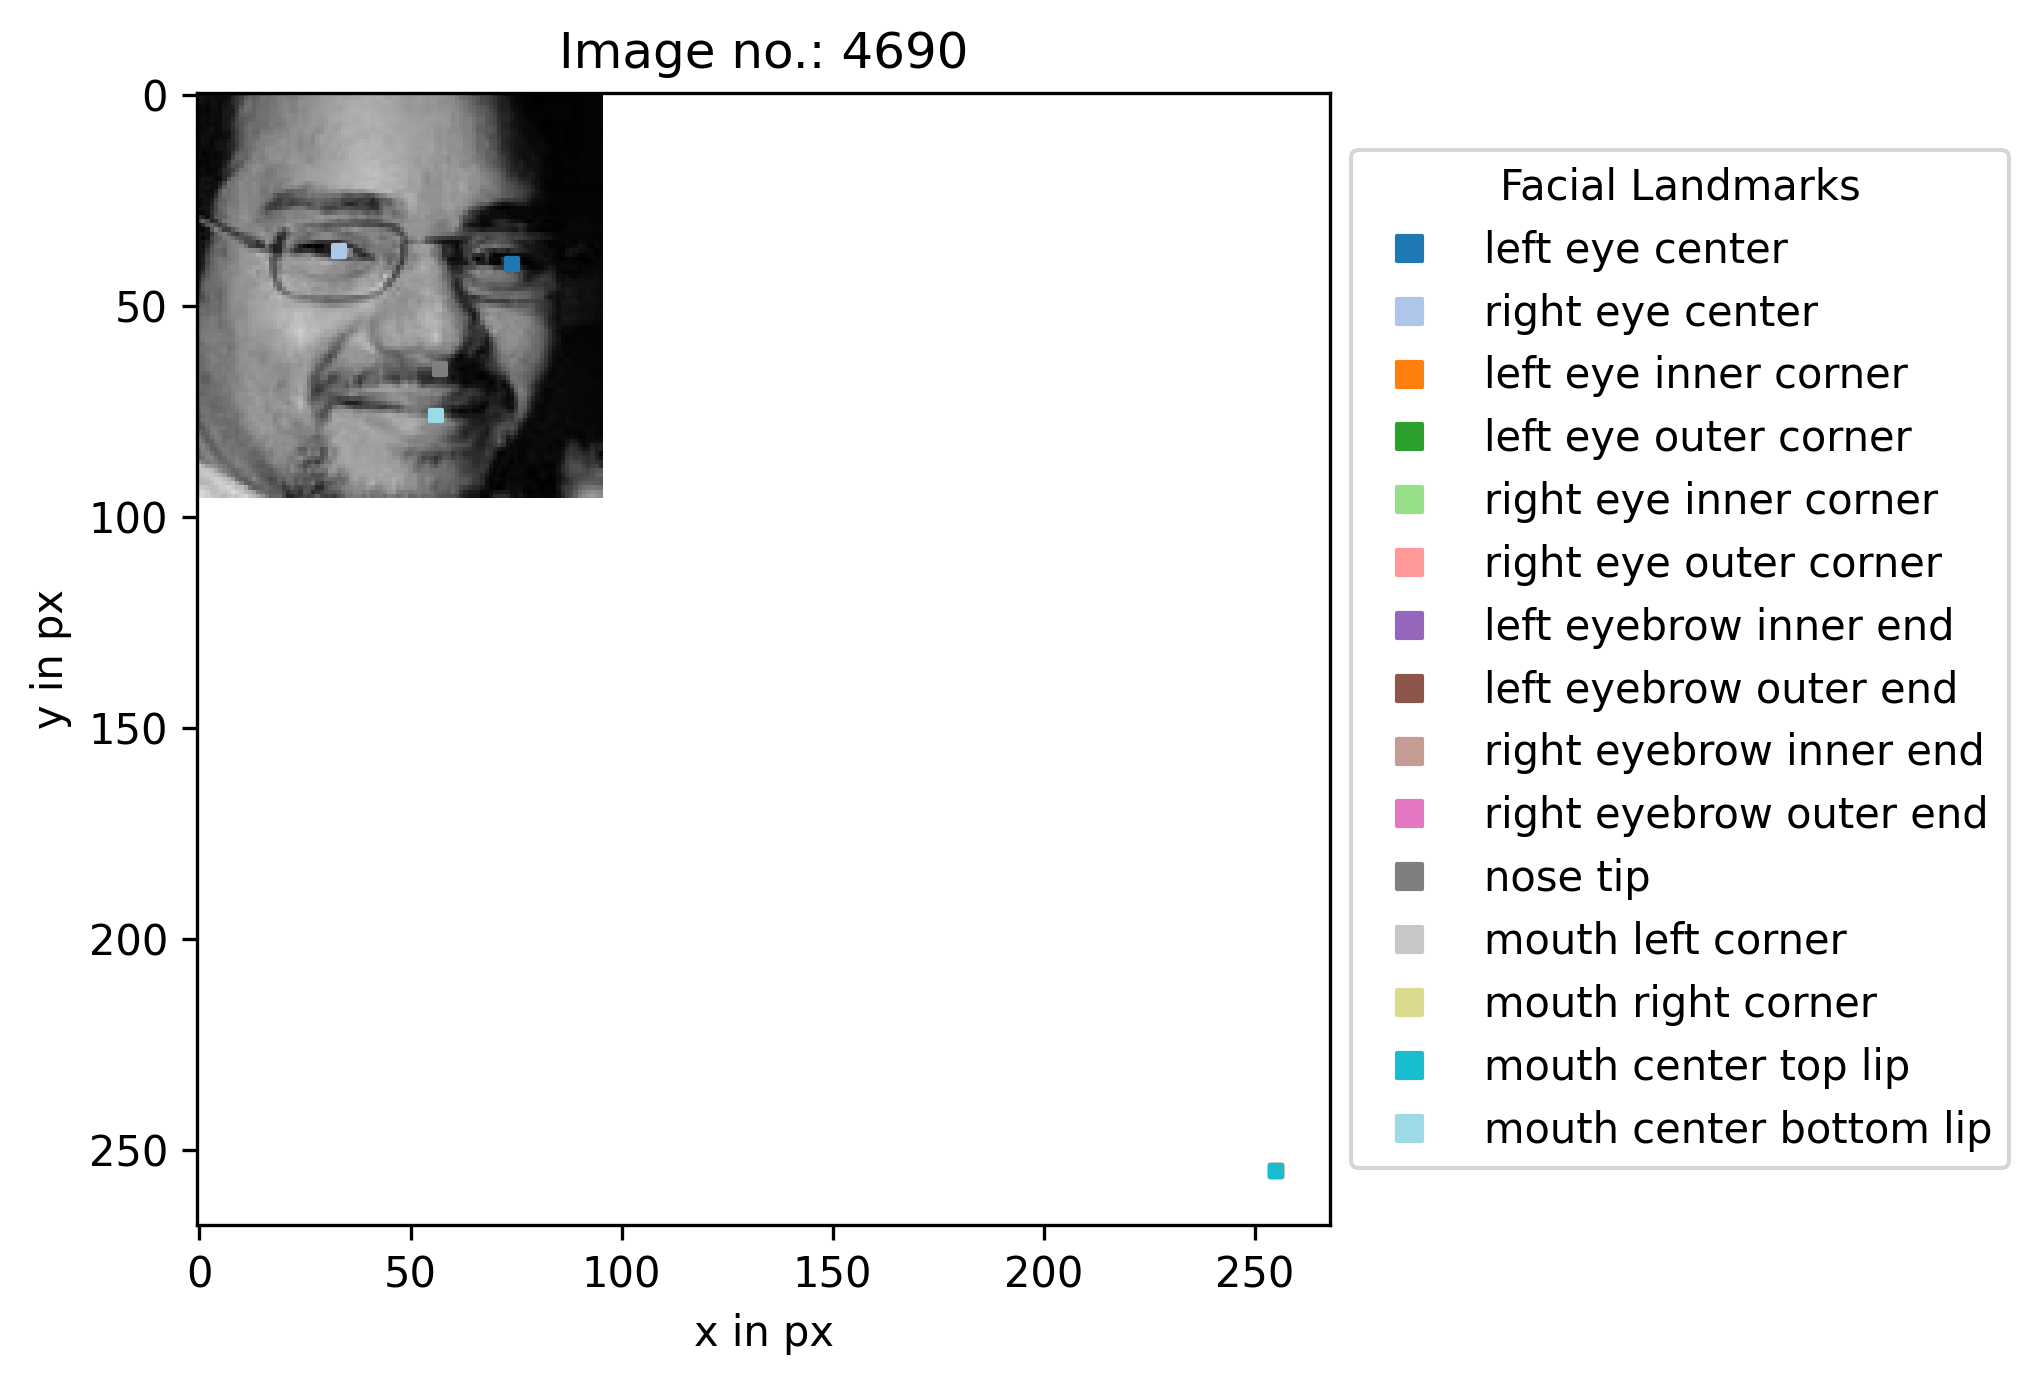 Image no.: 4690
0
50
100
150
200
250
y in px
0 50 100 150 200 250
x in px
Facial Landmarks
left eye center
right eye center
left eye inner corner
left eye outer corner
right eye inner corner
right eye outer corner
left eyebrow inner end
left eyebrow outer end
right eyebrow inner end
right eyebrow outer end
nose tip
mouth left corner
mouth right corner
mouth center top lip
mouth center bottom lip